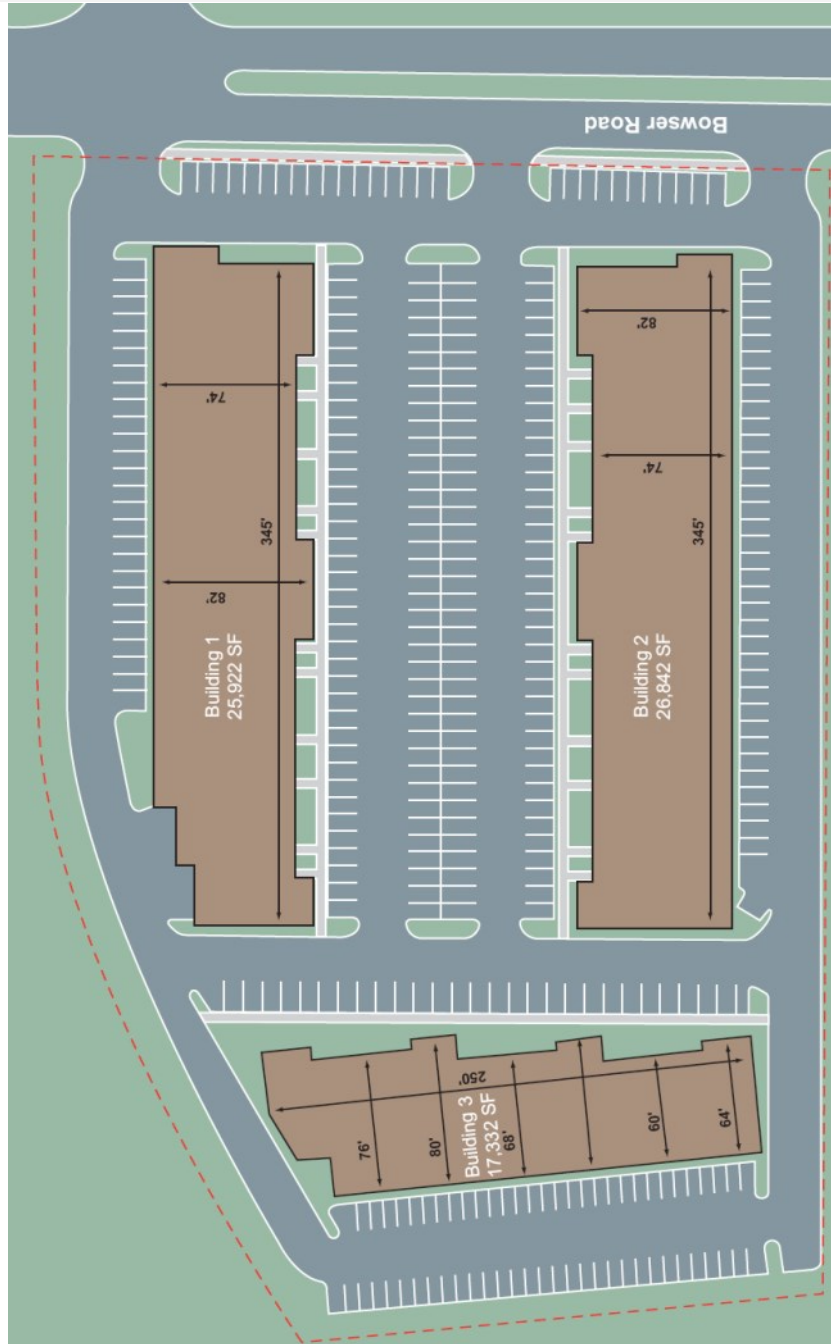 Bowser Road
74'
345'
82'
Building 1
25,922 SF
82'
74'
345'
Building 2
26,842 SF
250'
76'
80'
Building 3
17,332 SF
68'
60'
64'